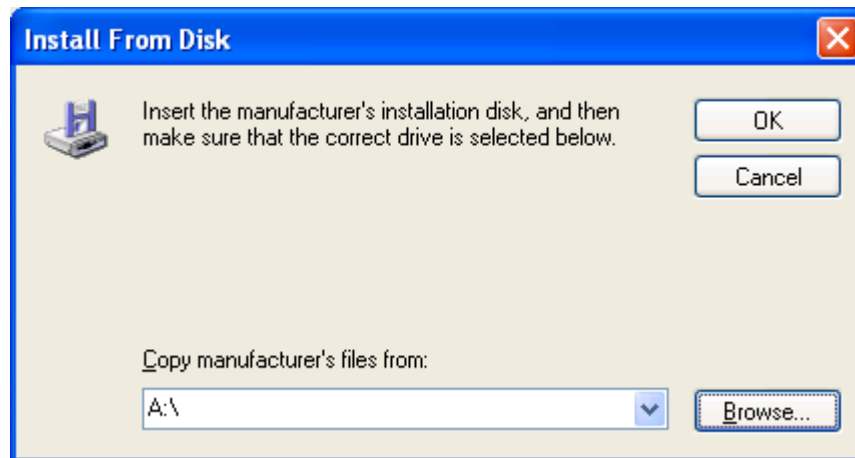 Install From Disk
Insert the manufacturer's installation disk, and then
make sure that the correct drive is selected below.
OK
Cancel
Copy manufacturer's files from:
A:\
Browse...